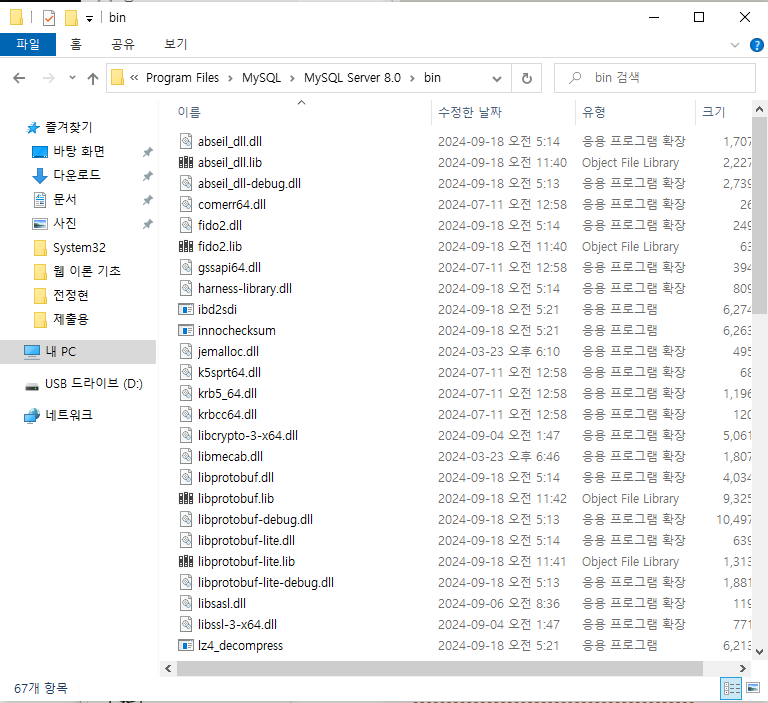 bin
파일 홈 공유 보기
« Program Files > MySQL > MySQL Server 8.0 > bin
bin 검색
이름 수정한 날짜 유형 크기
즐겨찾기
바탕 화면
다운로드
문서
사진
System32
웹 이론 기초
전정현
제출용
내 PC
USB 드라이브 (D:)
네트워크
abseil_dll.dll 2024-09-18 오전 5:14 응용 프로그램 확장 1,707
abseil_dll.lib 2024-09-18 오전 11:40 Object File Library 2,227
abseil_dll-debug.dll 2024-09-18 오전 5:13 응용 프로그램 확장 2,739
comerr64.dll 2024-07-11 오전 12:58 응용 프로그램 확장 26
fido2.dll 2024-09-18 오전 5:14 응용 프로그램 확장 249
fido2.lib 2024-09-18 오전 11:40 Object File Library 63
gssapi64.dll 2024-07-11 오전 12:58 응용 프로그램 확장 394
harness-library.dll 2024-09-18 오전 5:14 응용 프로그램 확장 809
ibd2sdi 2024-09-18 오전 5:21 응용 프로그램 6,274
innochecksum 2024-09-18 오전 5:21 응용 프로그램 6,263
jemalloc.dll 2024-03-23 오후 6:10 응용 프로그램 확장 495
k5sprt64.dll 2024-07-11 오전 12:58 응용 프로그램 확장 68
krb5_64.dll 2024-07-11 오전 12:58 응용 프로그램 확장 1,196
krbcc64.dll 2024-07-11 오전 12:58 응용 프로그램 확장 120
libcrypto-3-x64.dll 2024-09-04 오전 1:47 응용 프로그램 확장 5,061
libmecab.dll 2024-03-23 오후 6:46 응용 프로그램 확장 1,807
libprotobuf.dll 2024-09-18 오전 5:14 응용 프로그램 확장 4,034
libprotobuf.lib 2024-09-18 오전 11:42 Object File Library 9,325
libprotobuf-debug.dll 2024-09-18 오전 5:13 응용 프로그램 확장 10,497
libprotobuf-lite.dll 2024-09-18 오전 5:14 응용 프로그램 확장 639
libprotobuf-lite.lib 2024-09-18 오전 11:41 Object File Library 1,313
libprotobuf-lite-debug.dll 2024-09-18 오전 5:13 응용 프로그램 확장 1,881
libsasl.dll 2024-09-06 오전 8:36 응용 프로그램 확장 119
libssl-3-x64.dll 2024-09-04 오전 1:47 응용 프로그램 확장 771
lz4_decompress 2024-09-18 오전 5:21 응용 프로그램 6,213
67개 항목